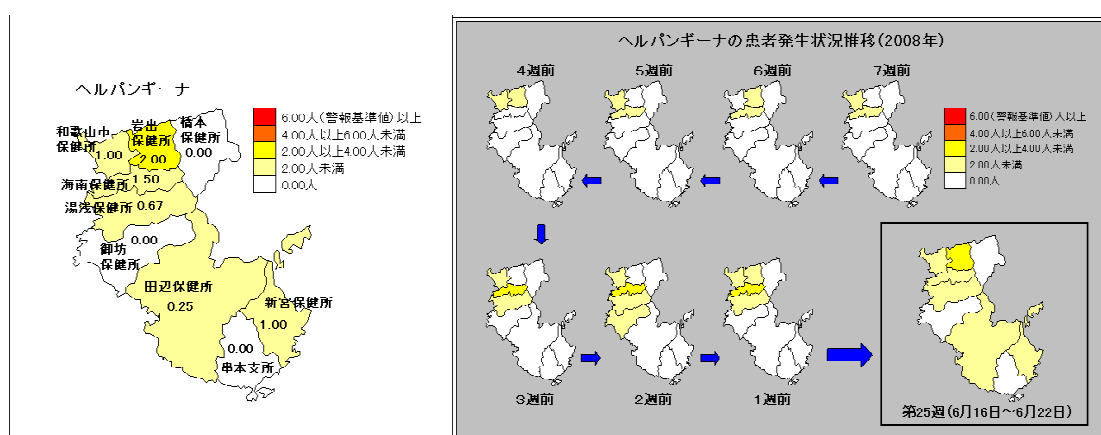 ヘルパンギーナ
和歌山市
保健所
1.00
岩出
保健所
2.00
橋本
保健所
0.00
海南保健所
1.50
湯浅保健所
0.67
御坊
保健所
0.00
田辺保健所
0.25
新宮保健所
1.00
0.00
串本支所
6.00人(警報基準値)以上
4.00人以上6.00人未満
2.00人以上4.00人未満
2.00人未満
0.00人
ヘルパンギーナの患者発生状況推移(2008年)
4週前
5週前
6週前
7週前
6.00(警報基準値)人以上
4.00人以上6.00人未満
2.00人以上4.00人未満
2.00人未満
0.00人
3週前
2週前
1週前
第25週(6月16日～6月22日)